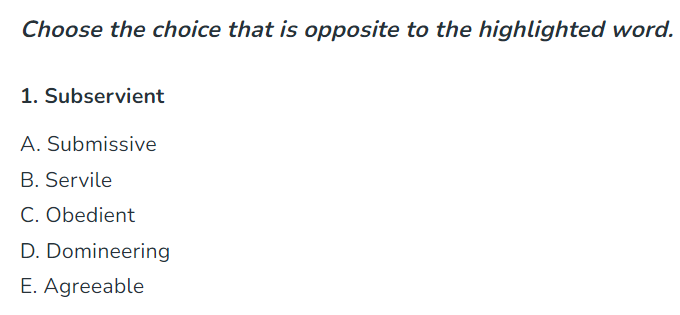 Choose the choice that is opposite to the highlighted word.
1. Subservient
A. Submissive
B. Servile
C. Obedient
D. Domineering
E. Agreeable